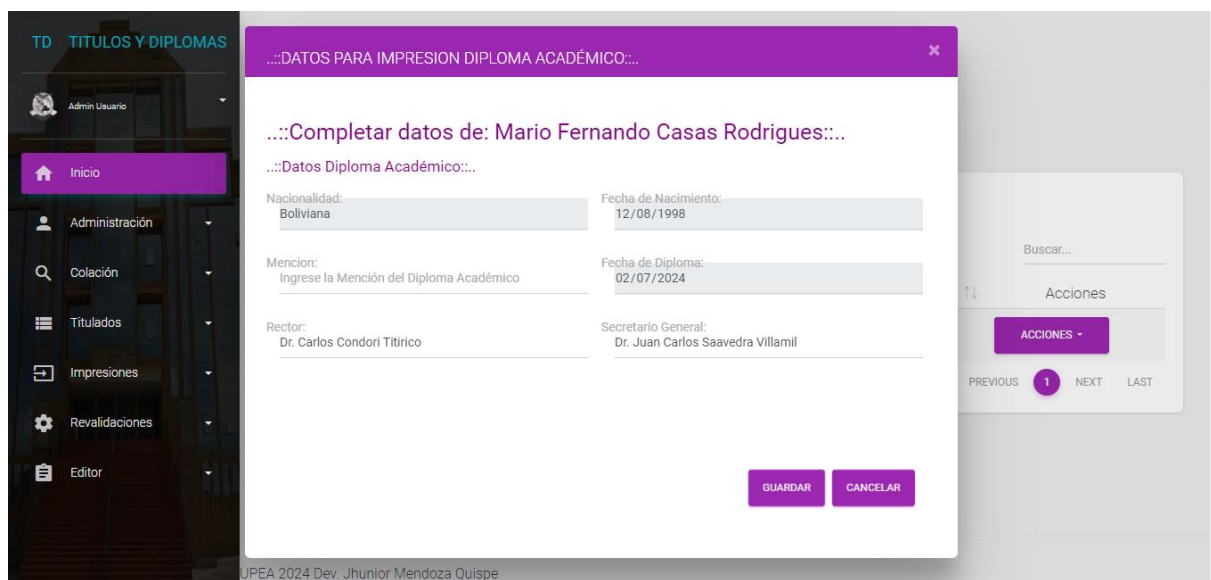 TD TITULOS Y DIPLOMAS
Admin Usuario
Inicio
Administración
Colación
Titulados
Impresiones
Revalidaciones
Editor
..::DATOS PARA IMPRESION DIPLOMA ACADÉMICO::..
×
..::Completar datos de: Mario Fernando Casas Rodrigues::..
..::Datos Diploma Académico::..
Nacionalidad: Fecha de Nacimiento:
Boliviana 12/08/1998
Mencion: Fecha de Diploma:
Ingrese la Mención del Diploma Académico 02/07/2024
Rector: Secretario General:
Dr. Carlos Condori Titirico Dr. Juan Carlos Saavedra Villamil
GUARDAR CANCELAR
Buscar...
Acciones
ACCIONES
PREVIOUS 1 NEXT LAST
UPEA 2024 Dev. Jhunior Mendoza Quispe